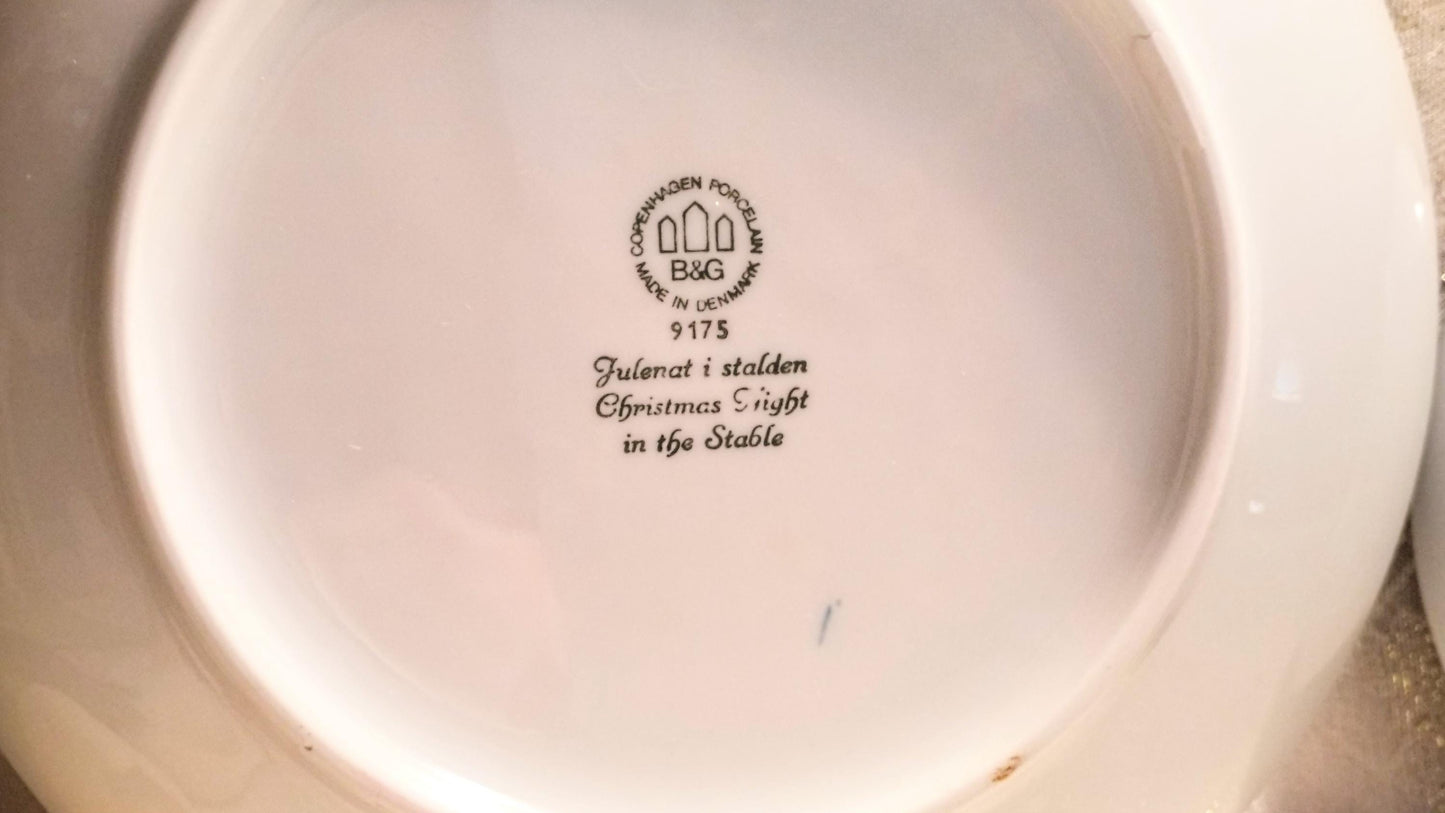 COPENHAGEN PORCELAIN
B&G
MADE IN DENMARK
9175
Julenat i stalden
Christmas Night
in the Stable